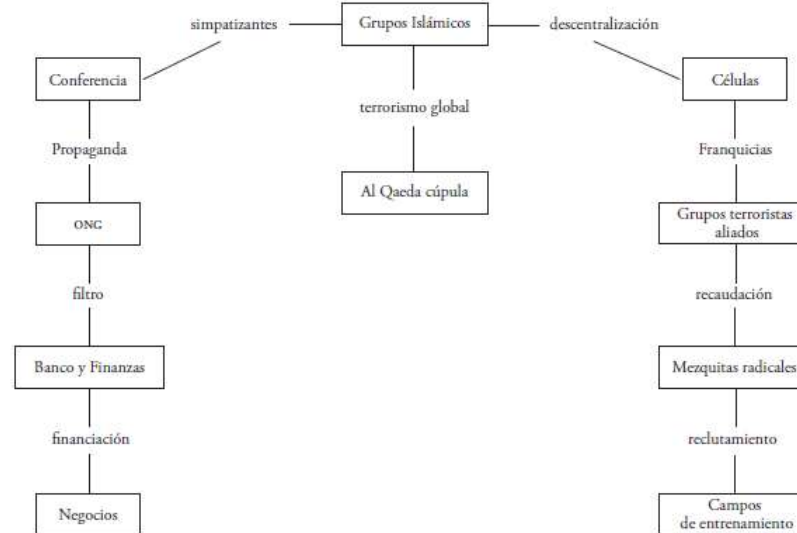 simpatizantes
Grupos Islámicos
descentralización
Conferencia
Células
terrorismo global
Propaganda
Franquicias
Al Qaeda cúpula
ONG
Grupos terroristas
aliados
filtro
recaudación
Banco y Finanzas
Mezquitas radicales
financiación
reclutamiento
Negocios
Campos
de entrenamiento